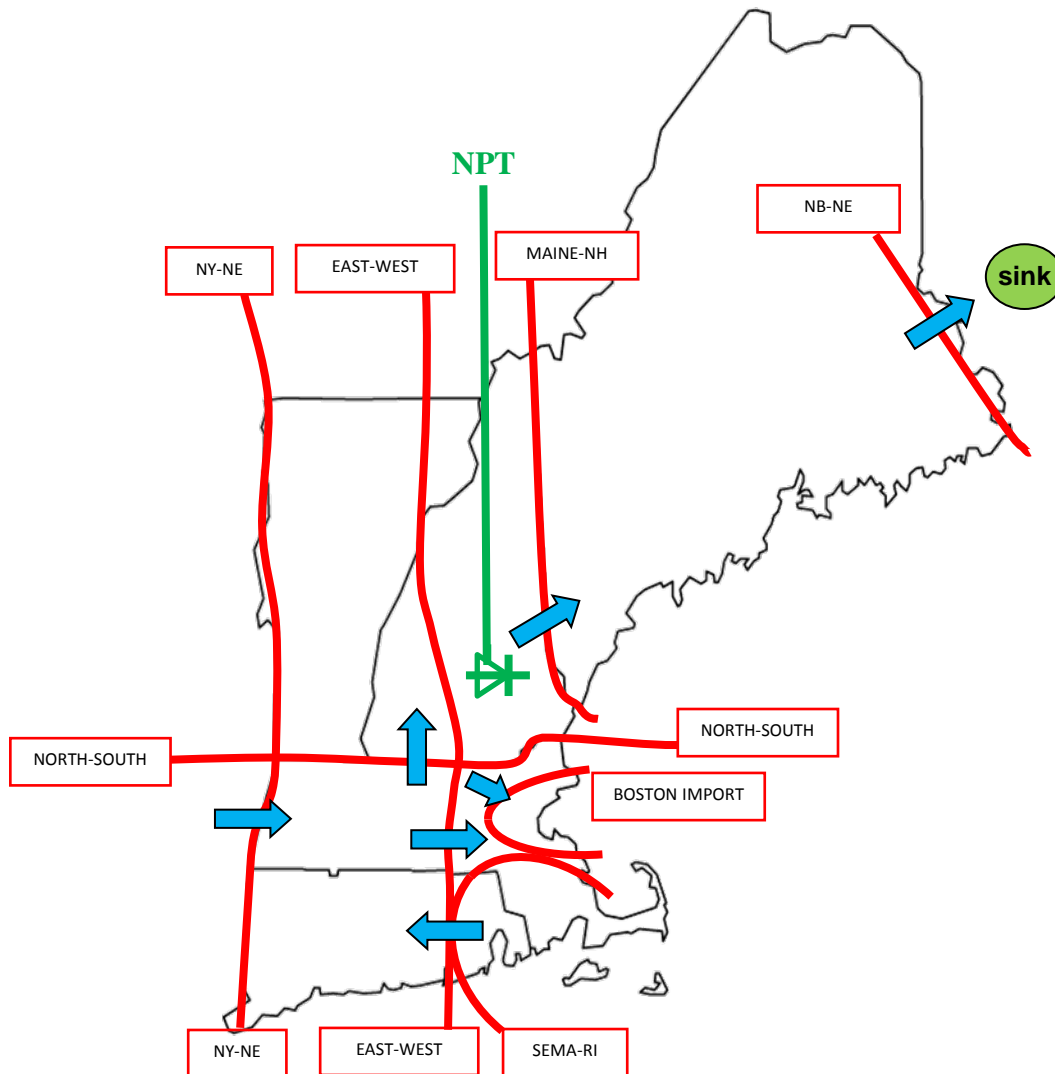 NPT
NB-NE
EAST-WEST
MAINE-NH
NY-NE
sink
NORTH-SOUTH
NORTH-SOUTH
BOSTON IMPORT
NY-NE
EAST-WEST
SEMA-RI